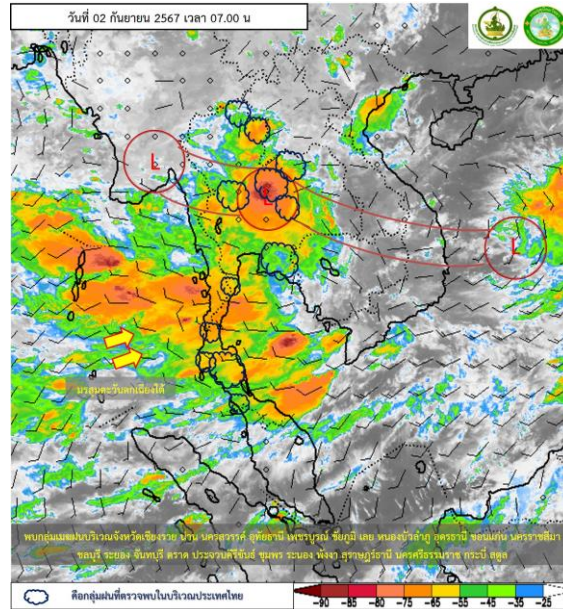 วันที่ 02 กันยายน 2567 เวลา 07.00 น
L
L
L
มรสุมตะวันตกเฉียงใต้
พบกลุ่มเมฆฝนบริเวณจังหวัดเชียงราย น่าน นครสวรรค์ อุทัยธานี เพชรบูรณ์ ชัยภูมิ เลย หนองบัวลำภู อุดรธานี ขอนแก่น นครราชสีมา
ชลบุรี ระยอง จันทบุรี ตราด ประจวบคีรีขันธ์ ชุมพร ระนอง พังงา สุราษฎร์ธานี นครศรีธรรมราช กระบี่ สตูล
คือกลุ่มฝนที่ตรวจพบในบริเวณประเทศไทย
-90 -85 -80 -75 -65 -55 -45 -35 -25